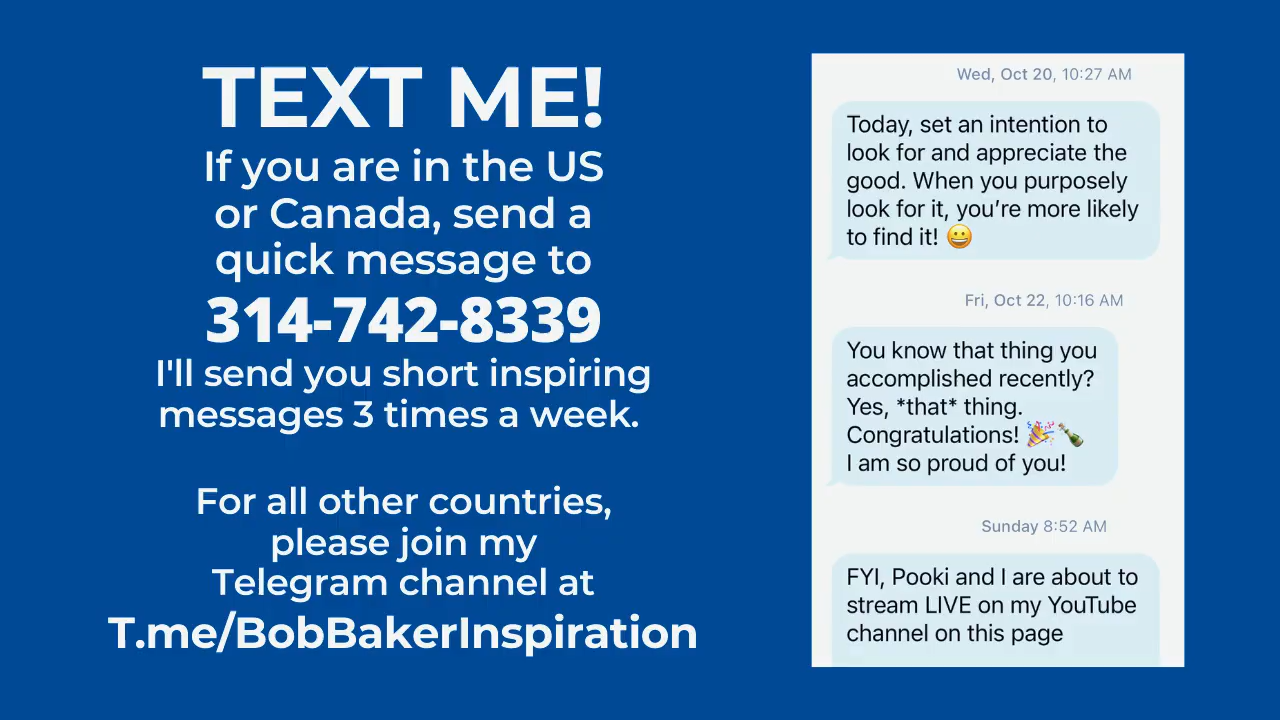 TEXT ME!
If you are in the US
or Canada, send a
quick message to
314-742-8339
I'll send you short inspiring
messages 3 times a week.
For all other countries,
please join my
Telegram channel at
T.me/BobBakerInspiration
Wed, Oct 20, 10:27 AM
Today, set an intention to
look for and appreciate the
good. When you purposely
look for it, you’re more likely
to find it! 😀
Fri, Oct 22, 10:16 AM
You know that thing you
accomplished recently?
Yes, *that* thing.
Congratulations! 🎉🍾
I am so proud of you!
Sunday 8:52 AM
FYI, Pooki and I are about to
stream LIVE on my YouTube
channel on this page